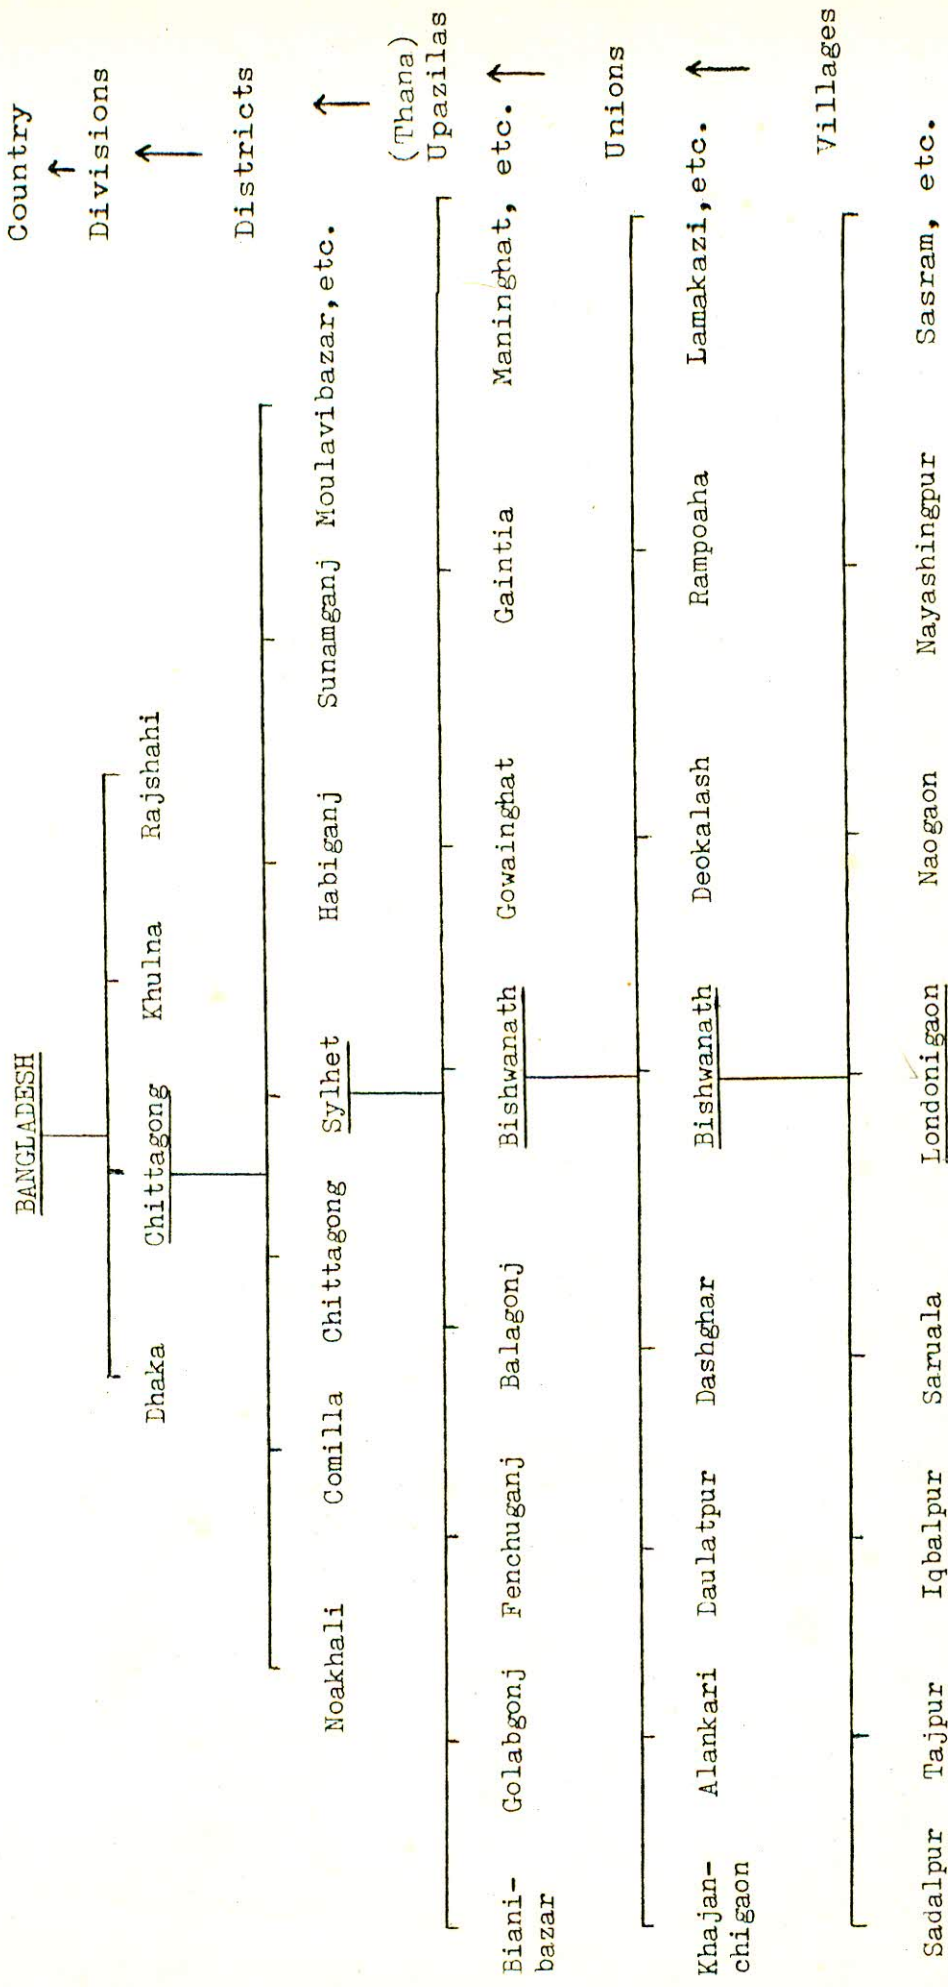 BANGLADESH Country
Divisions
Dhaka Chittagong Khulna Rajshahi
Districts
Noakhali Comilla Chittagong Sylhet Habiganj Sunamganj Moulavibazar, etc.
(Thana)
Upazilas
Biani- Golabgonj Fenchuganj Balagonj Bishwanath Gowainghat Gaintia Maninghat, etc.
bazar
Unions
Khajan- Alankari Daulatpur Dashghar Bishwanath Deokalash Rampoaha Lamakazi, etc.
chigaon
Villages
Sadalpur Tajpur Iqbalpur Saruala Londonigaon Naogaon Nayashingpur Sasram, etc.